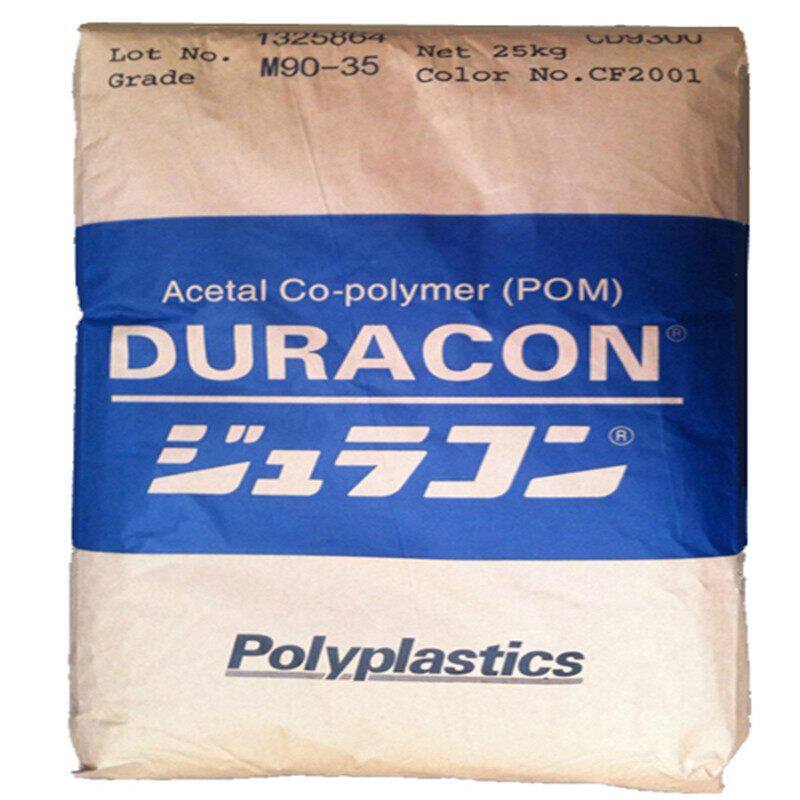 Lot No. 1325864 Net 25kg CD9300
Grade M90-35 Color No.CF2001
Acetal Co-polymer (POM)
DURACON®
ジュラコン®
Polyplastics